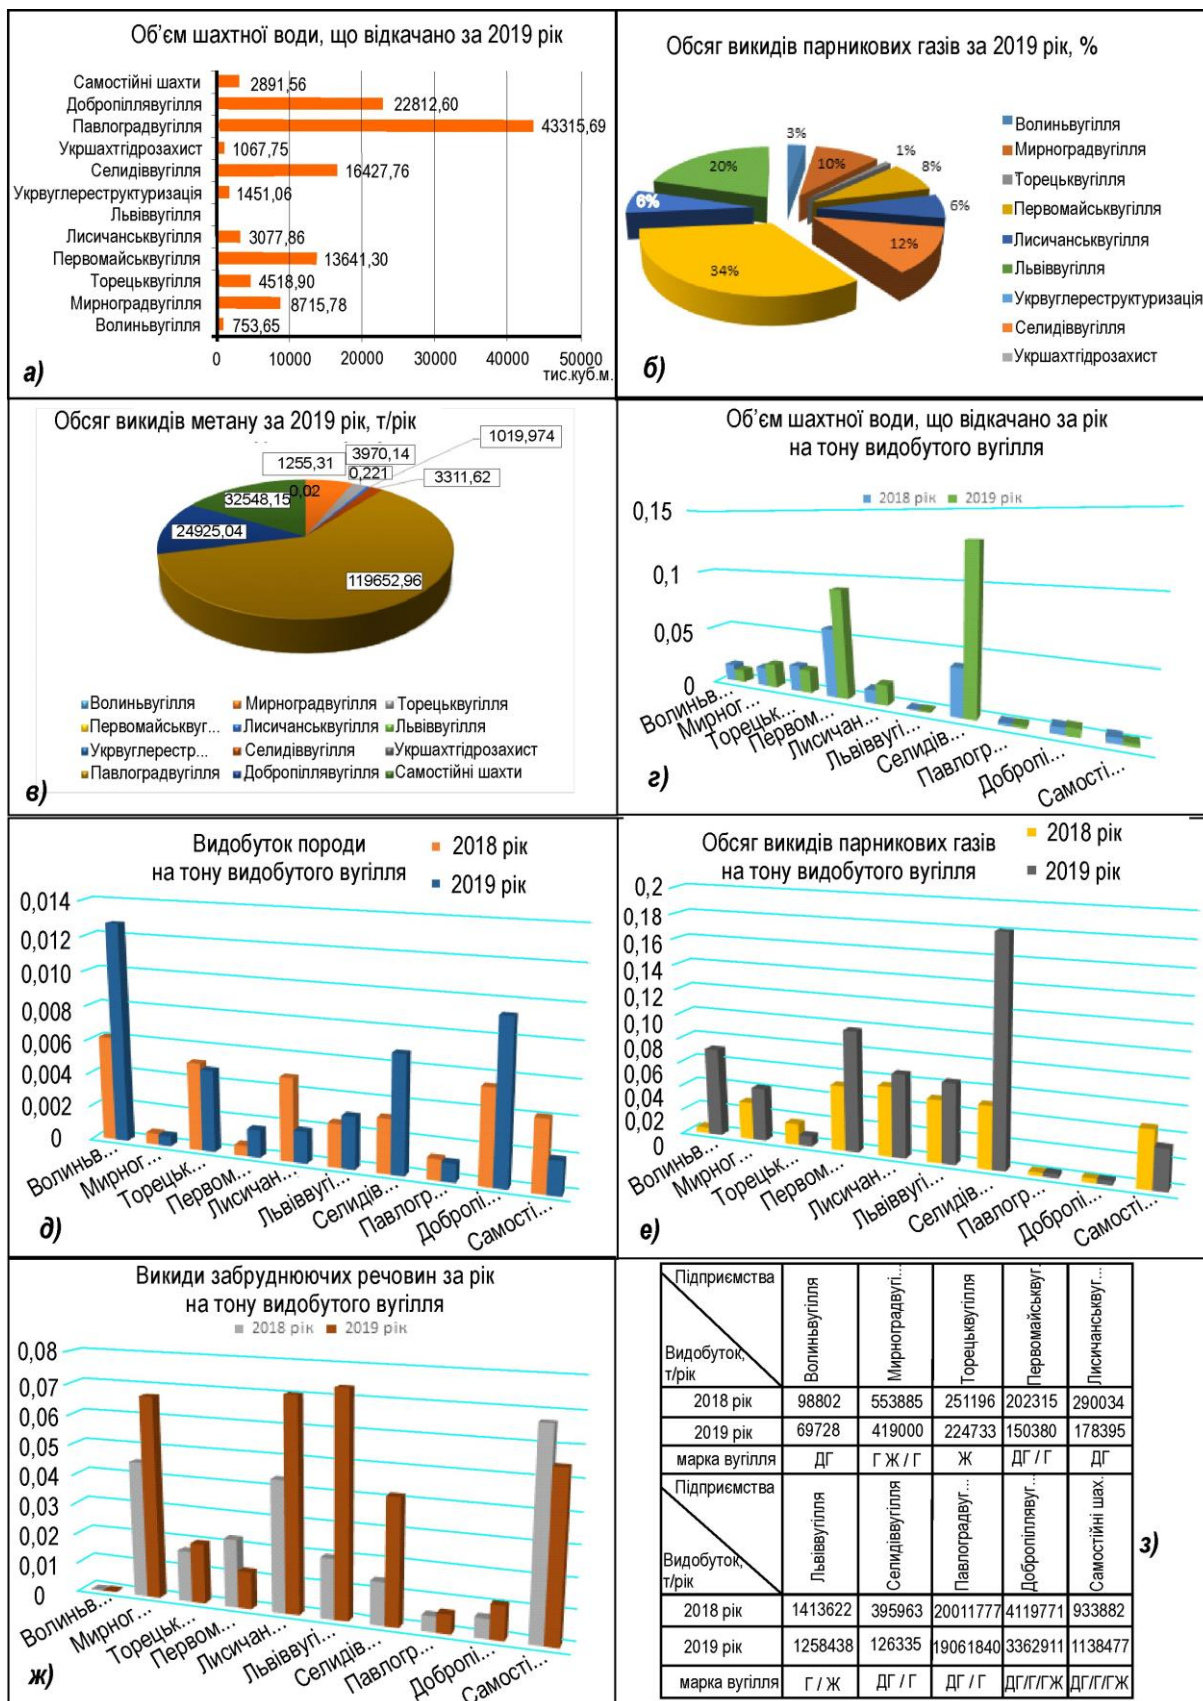 Об’єм шахтної води, що відкачано за 2019 рік
Самостійні шахти
2891,56
Добропіллявугілля
22812,60
Павлоградвугілля
43315,69
Укршахтгідрозахист
1067,75
Селидіввугілля
16427,76
Укрвуглереструктуризація
1451,06
Львіввугілля
Лисичанськвугілля
3077,86
Первомайськвугілля
13641,30
Торецьквугілля
4518,90
Мирноградвугілля
8715,78
Волиньвугілля
753,65
0 10000 20000 30000 40000 50000
тис.куб.м.
а)
Обсяг викидів парникових газів за 2019 рік, %
3%
10%
1%
8%
6%
12%
34%
6%
20%
Волиньвугілля
Мирноградвугілля
Торецьквугілля
Первомайськвугілля
Лисичанськвугілля
Львіввугілля
Укрвуглереструктуризація
Селидіввугілля
Укршахтгідрозахист
б)
Обсяг викидів метану за 2019 рік, т/рік
1019,974
3970,14
1255,31
0,221
3311,62
0,02
32548,15
24925,04
119652,96
Волиньвугілля Мирноградвугілля Торецьквугілля
Первомайськвуг... Лисичанськвугілля Львіввугілля
Укрвуглерестр... Селидіввугілля Укршахтгідрозахист
Павлоградвугілля Добропіллявугілля Самостійні шахти
в)
Об’єм шахтної води, що відкачано за рік
на тону видобутого вугілля
2018 рік 2019 рік
0,15
0,1
0,05
0
Волиньв...
Мирног...
Торецьк...
Первом...
Лисичан...
Львіввугі...
Селидів...
Павлогр...
Добропі...
Самості...
г)
Видобуток породи
на тону видобутого вугілля
2018 рік
2019 рік
0,014
0,012
0,010
0,008
0,006
0,004
0,002
0
Волиньв...
Мирног...
Торецьк...
Первом...
Лисичан...
Львіввугі...
Селидів...
Павлогр...
Добропі...
Самості...
д)
Обсяг викидів парникових газів
на тону видобутого вугілля
2018 рік
2019 рік
0,2
0,18
0,16
0,14
0,12
0,10
0,08
0,06
0,04
0,02
0
Волиньв...
Мирног...
Торецьк...
Первом...
Лисичан...
Львіввугі...
Селидів...
Павлогр...
Добропі...
Самості...
е)
Викиди забруднюючих речовин за рік
на тону видобутого вугілля
2018 рік 2019 рік
0,08
0,07
0,06
0,05
0,04
0,03
0,02
0,01
0
Волиньв...
Мирног...
Торецьк...
Первом...
Лисичан...
Львіввугі...
Селидів...
Павлогр...
Добропі...
Самості...
ж)
Підприємства
Видобуток,
т/рік
Волиньвугілля
Мирноградвугі...
Торецьквугілля
Первомайськвуг.
Лисичанськвуг...
2018 рік 98802 553885 251196 202315 290034
2019 рік 69728 419000 224733 150380 178395
марка вугілля ДГ Г Ж / Г Ж ДГ / Г ДГ
Підприємства
Видобуток,
т/рік
Львіввугілля
Селидіввугілля
Павлоградвуг...
Добропіллявуг...
Самостійні шах.
2018 рік 1413622 395963 20011777 4119771 933882
2019 рік 1258438 126335 19061840 3362911 1138477
марка вугілля Г / Ж ДГ / Г ДГ / Г ДГ/Г/ГЖ ДГ/Г/ГЖ
з)